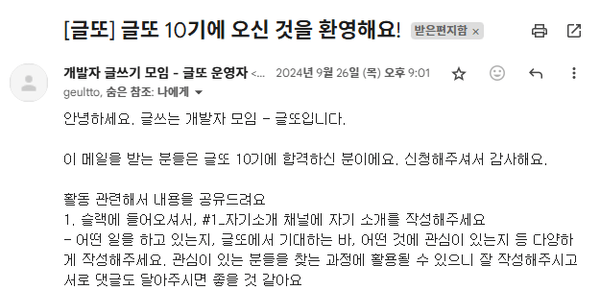 [글또] 글또 10기에 오신 것을 환영해요! 받은편지함 ×
개발자 글쓰기 모임 - 글또 운영자 <... 2024년 9월 26일 (목) 오후 9:01
geultto, 숨은 참조: 나에게
안녕하세요. 글쓰는 개발자 모임 - 글또입니다.
이 메일을 받는 분들은 글또 10기에 합격하신 분이에요. 신청해주셔서 감사해요.
활동 관련해서 내용을 공유드려요
1. 슬랙에 들어오셔서, #1_자기소개 채널에 자기 소개를 작성해주세요
- 어떤 일을 하고 있는지, 글또에서 기대하는 바, 어떤 것에 관심이 있는지 등 다양하
게 작성해주세요. 관심이 있는 분들을 찾는 과정에 활용될 수 있으니 잘 작성해주시고
서로 댓글도 달아주시면 좋을 것 같아요